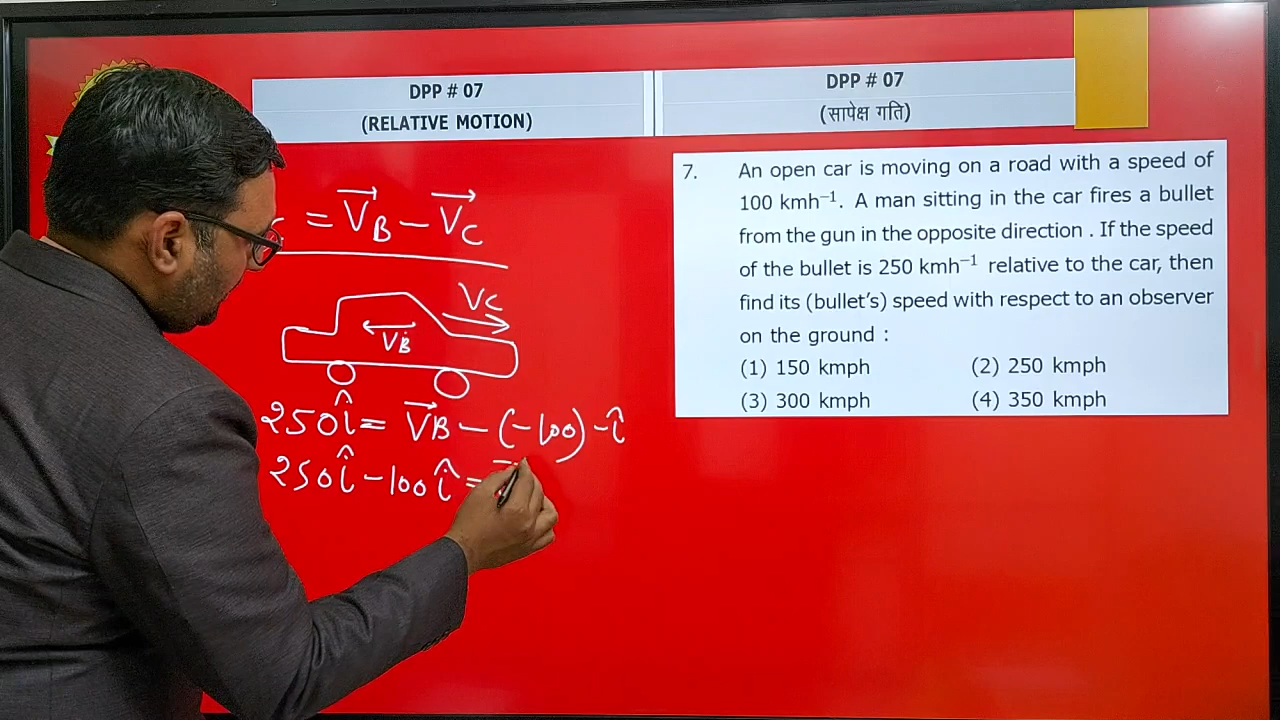 DPP # 07
(RELATIVE MOTION)
DPP # 07
(सापेक्ष गति)
= V⃗B − V⃗C
VC
VB
250î = V⃗B − (−100) −î
250î − 100î =
7. An open car is moving on a road with a speed of
100 kmh⁻¹. A man sitting in the car fires a bullet
from the gun in the opposite direction . If the speed
of the bullet is 250 kmh⁻¹ relative to the car, then
find its (bullet's) speed with respect to an observer
on the ground :
(1) 150 kmph (2) 250 kmph
(3) 300 kmph (4) 350 kmph